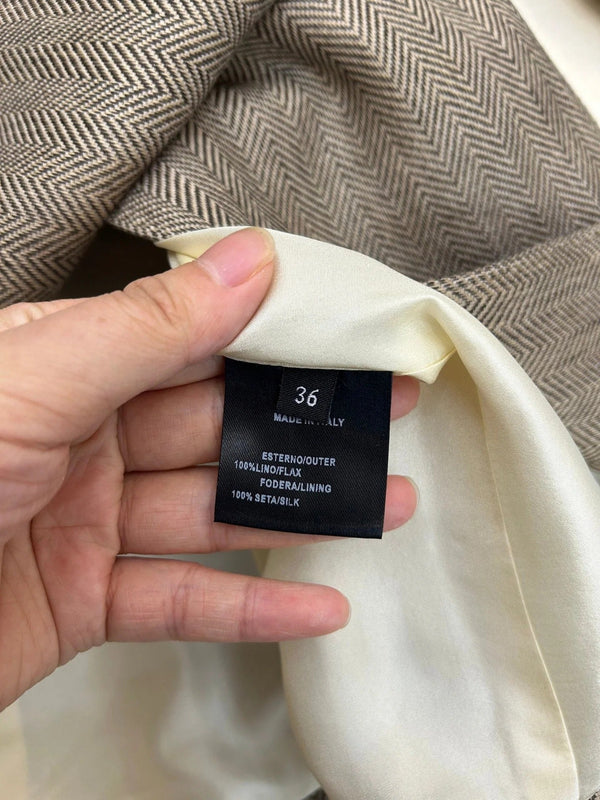 36
MADE IN ITALY
ESTERNO/OUTER
100%LINO/FLAX
FODERA/LINING
100% SETA/SILK